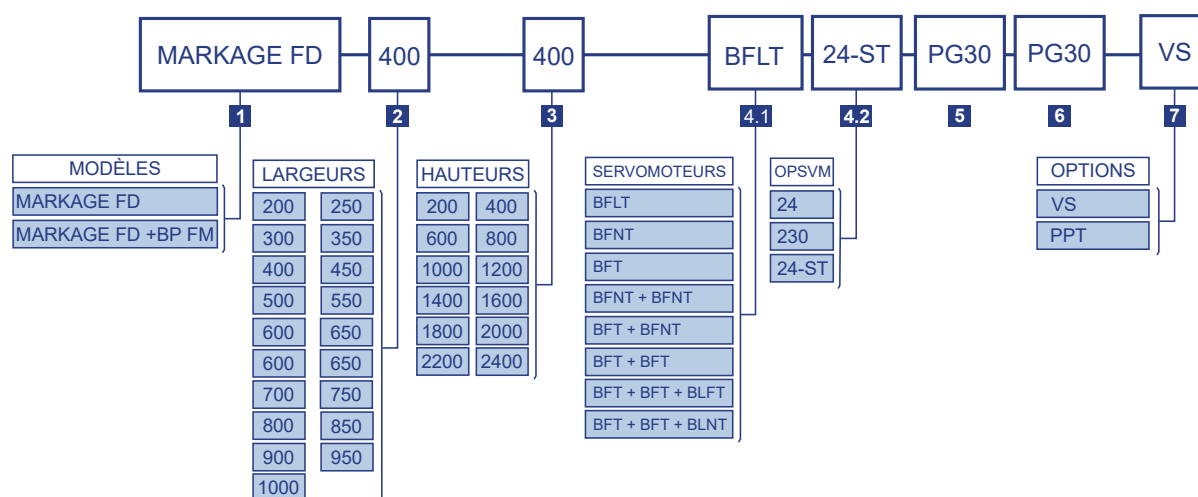 MARKAGE FD 400 400 BFLT 24-ST PG30 PG30 VS
1 2 3 4.1 4.2 5 6 7
MODÈLES
MARKAGE FD
MARKAGE FD +BP FM
LARGEURS
200 250
300 350
400 450
500 550
600 650
600 650
700 750
800 850
900 950
1000
HAUTEURS
200 400
600 800
1000 1200
1400 1600
1800 2000
2200 2400
SERVOMOTEURS
BFLT
BFNT
BFT
BFNT + BFNT
BFT + BFNT
BFT + BFT
BFT + BFT + BLFT
BFT + BFT + BLNT
OPSVM
24
230
24-ST
OPTIONS
VS
PPT